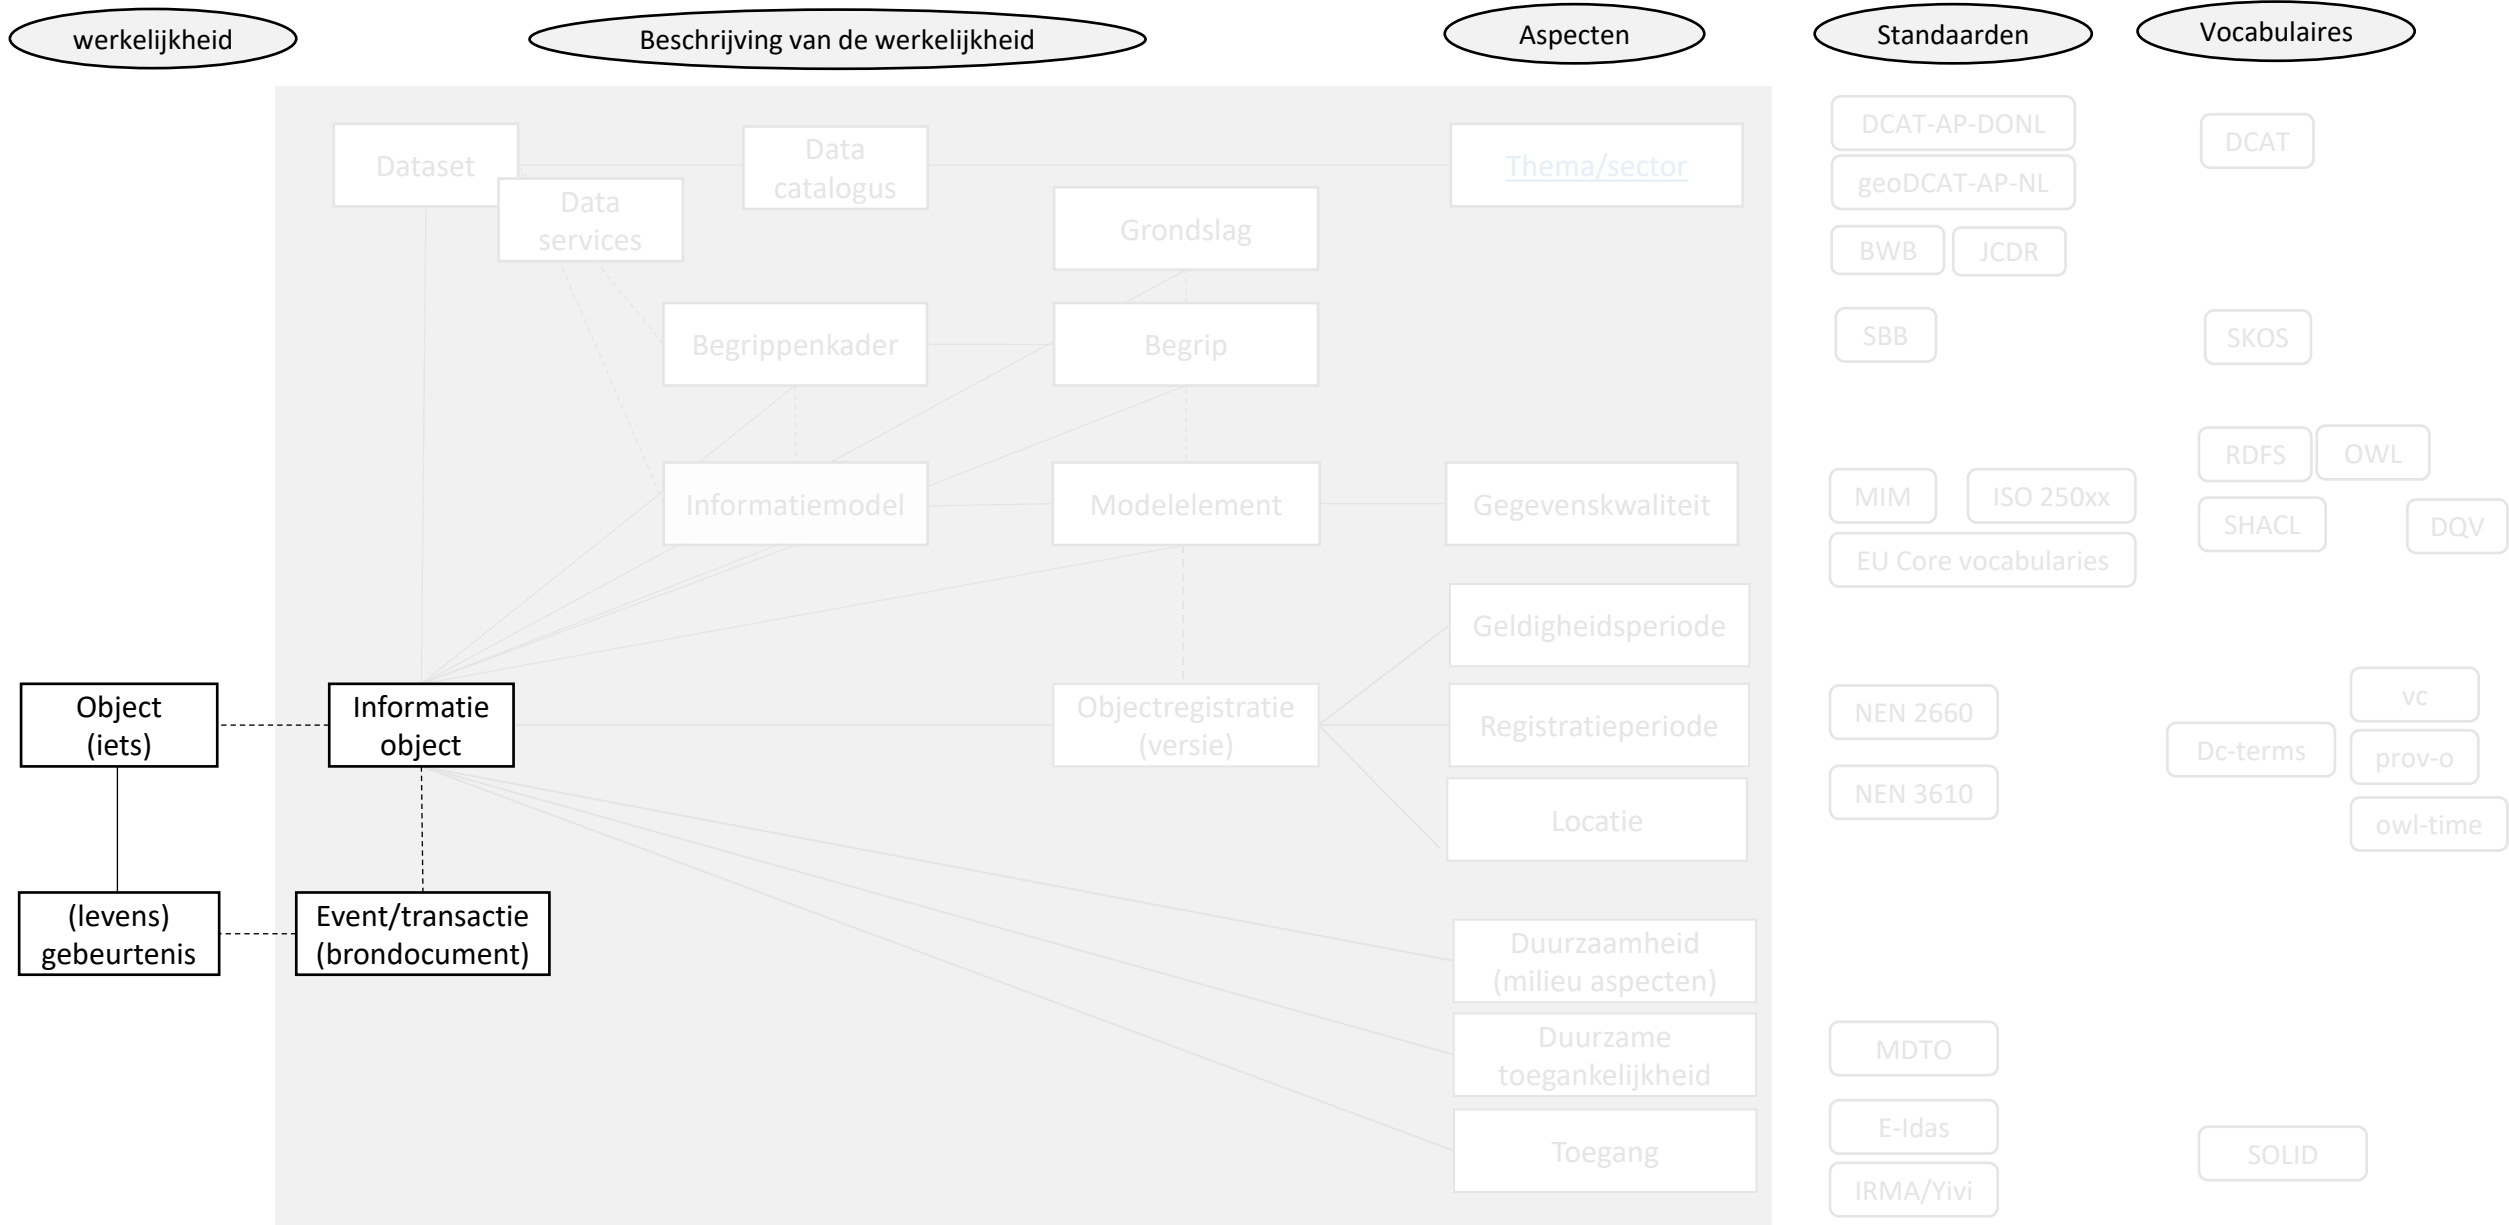 werkelijkheid
Beschrijving van de werkelijkheid
Aspecten
Standaarden
Vocabulaires
Dataset
Data
services
Data
catalogus
Thema/sector
Grondslag
Begrippenkader
Begrip
Informatiemodel
Modelelement
Gegevenskwaliteit
Geldigheidsperiode
Object
(iets)
Informatie
object
Objectregistratie
(versie)
Registratieperiode
Locatie
(levens)
gebeurtenis
Event/transactie
(brondocument)
Duurzaamheid
(milieu aspecten)
Duurzame
toegankelijkheid
Toegang
DCAT-AP-DONL
geoDCAT-AP-NL
BWB
JCDR
SBB
MIM
ISO 250xx
EU Core vocabularies
NEN 2660
NEN 3610
MDTO
E-Idas
IRMA/Yivi
DCAT
SKOS
RDFS
OWL
SHACL
DQV
vc
Dc-terms
prov-o
owl-time
SOLID